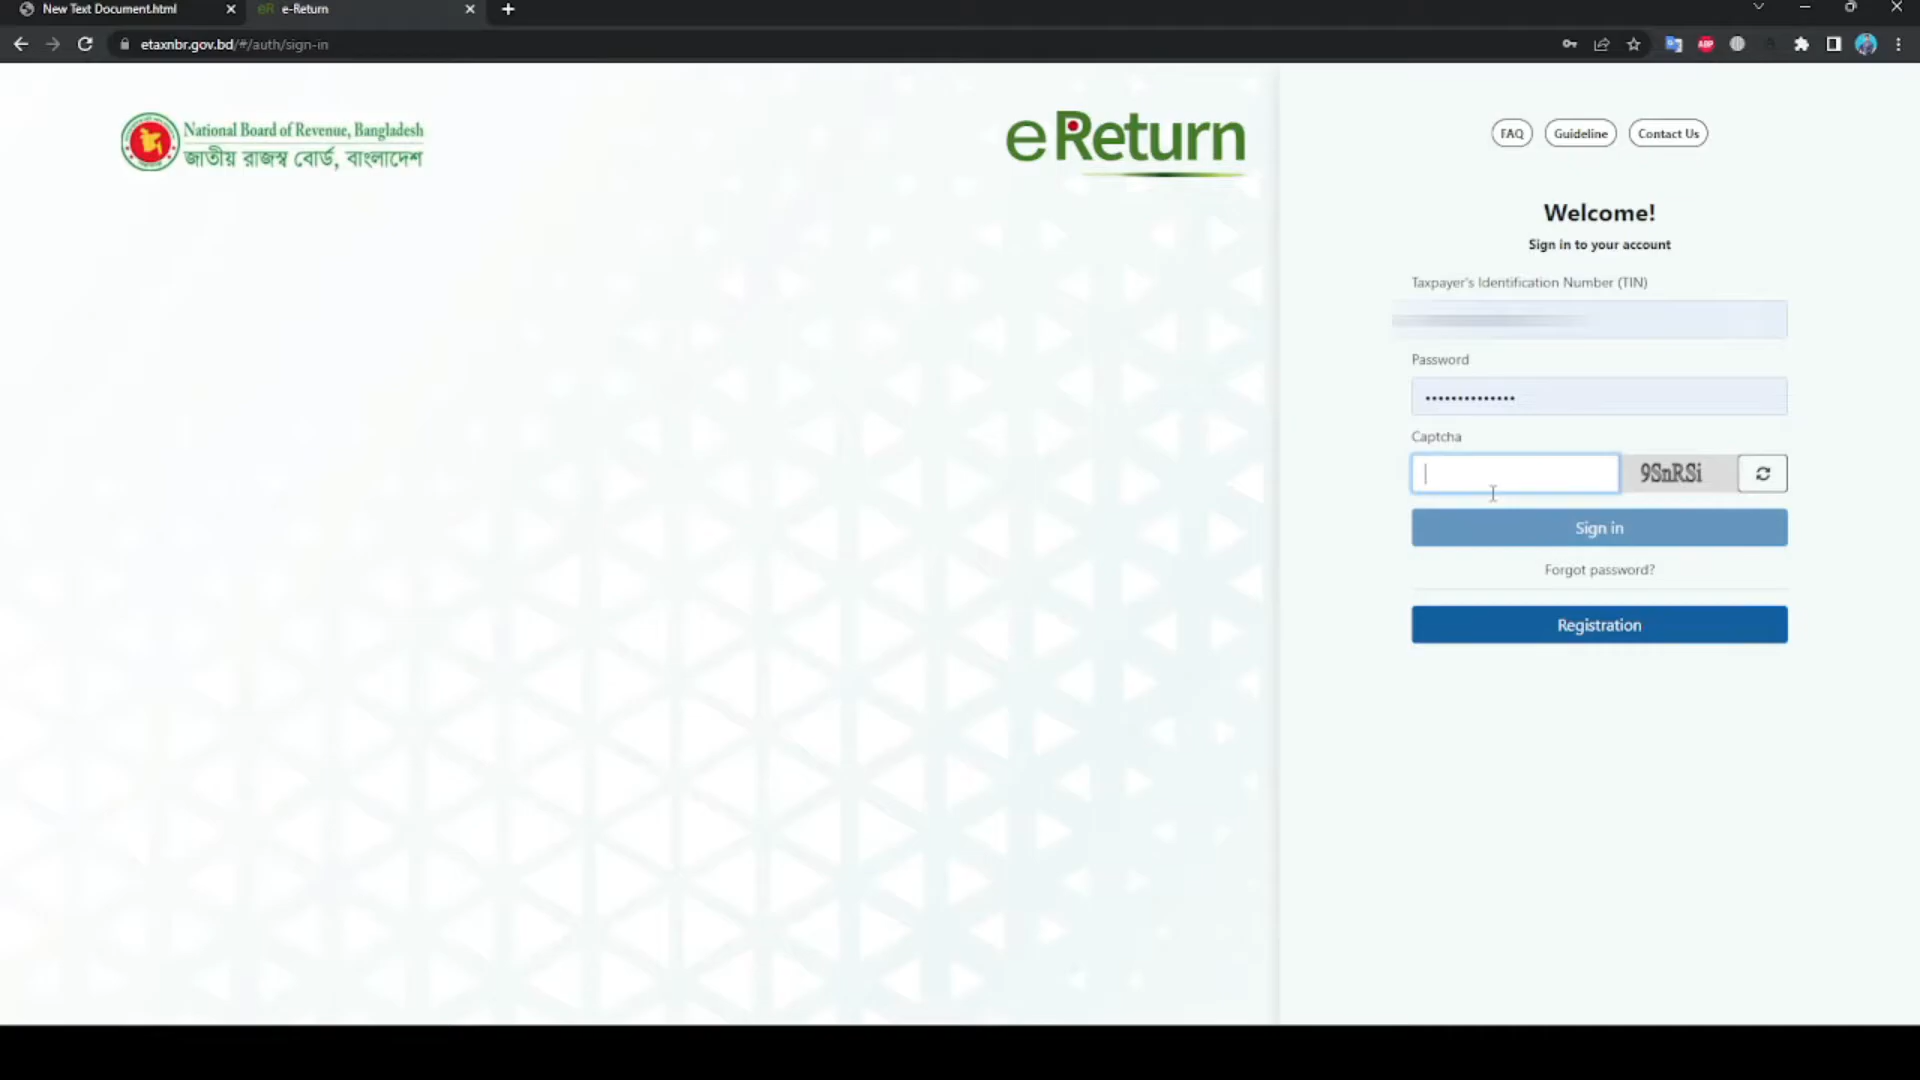 New Text Document.html
eR e-Return
etaxnbr.gov.bd/#/auth/sign-in
ABP
National Board of Revenue, Bangladesh
জাতীয় রাজস্ব বোর্ড, বাংলাদেশ
eReturn
FAQ Guideline Contact Us
Welcome!
Sign in to your account
Taxpayer's Identification Number (TIN)
Password
Captcha
9SnRSi
Sign in
Forgot password?
Registration